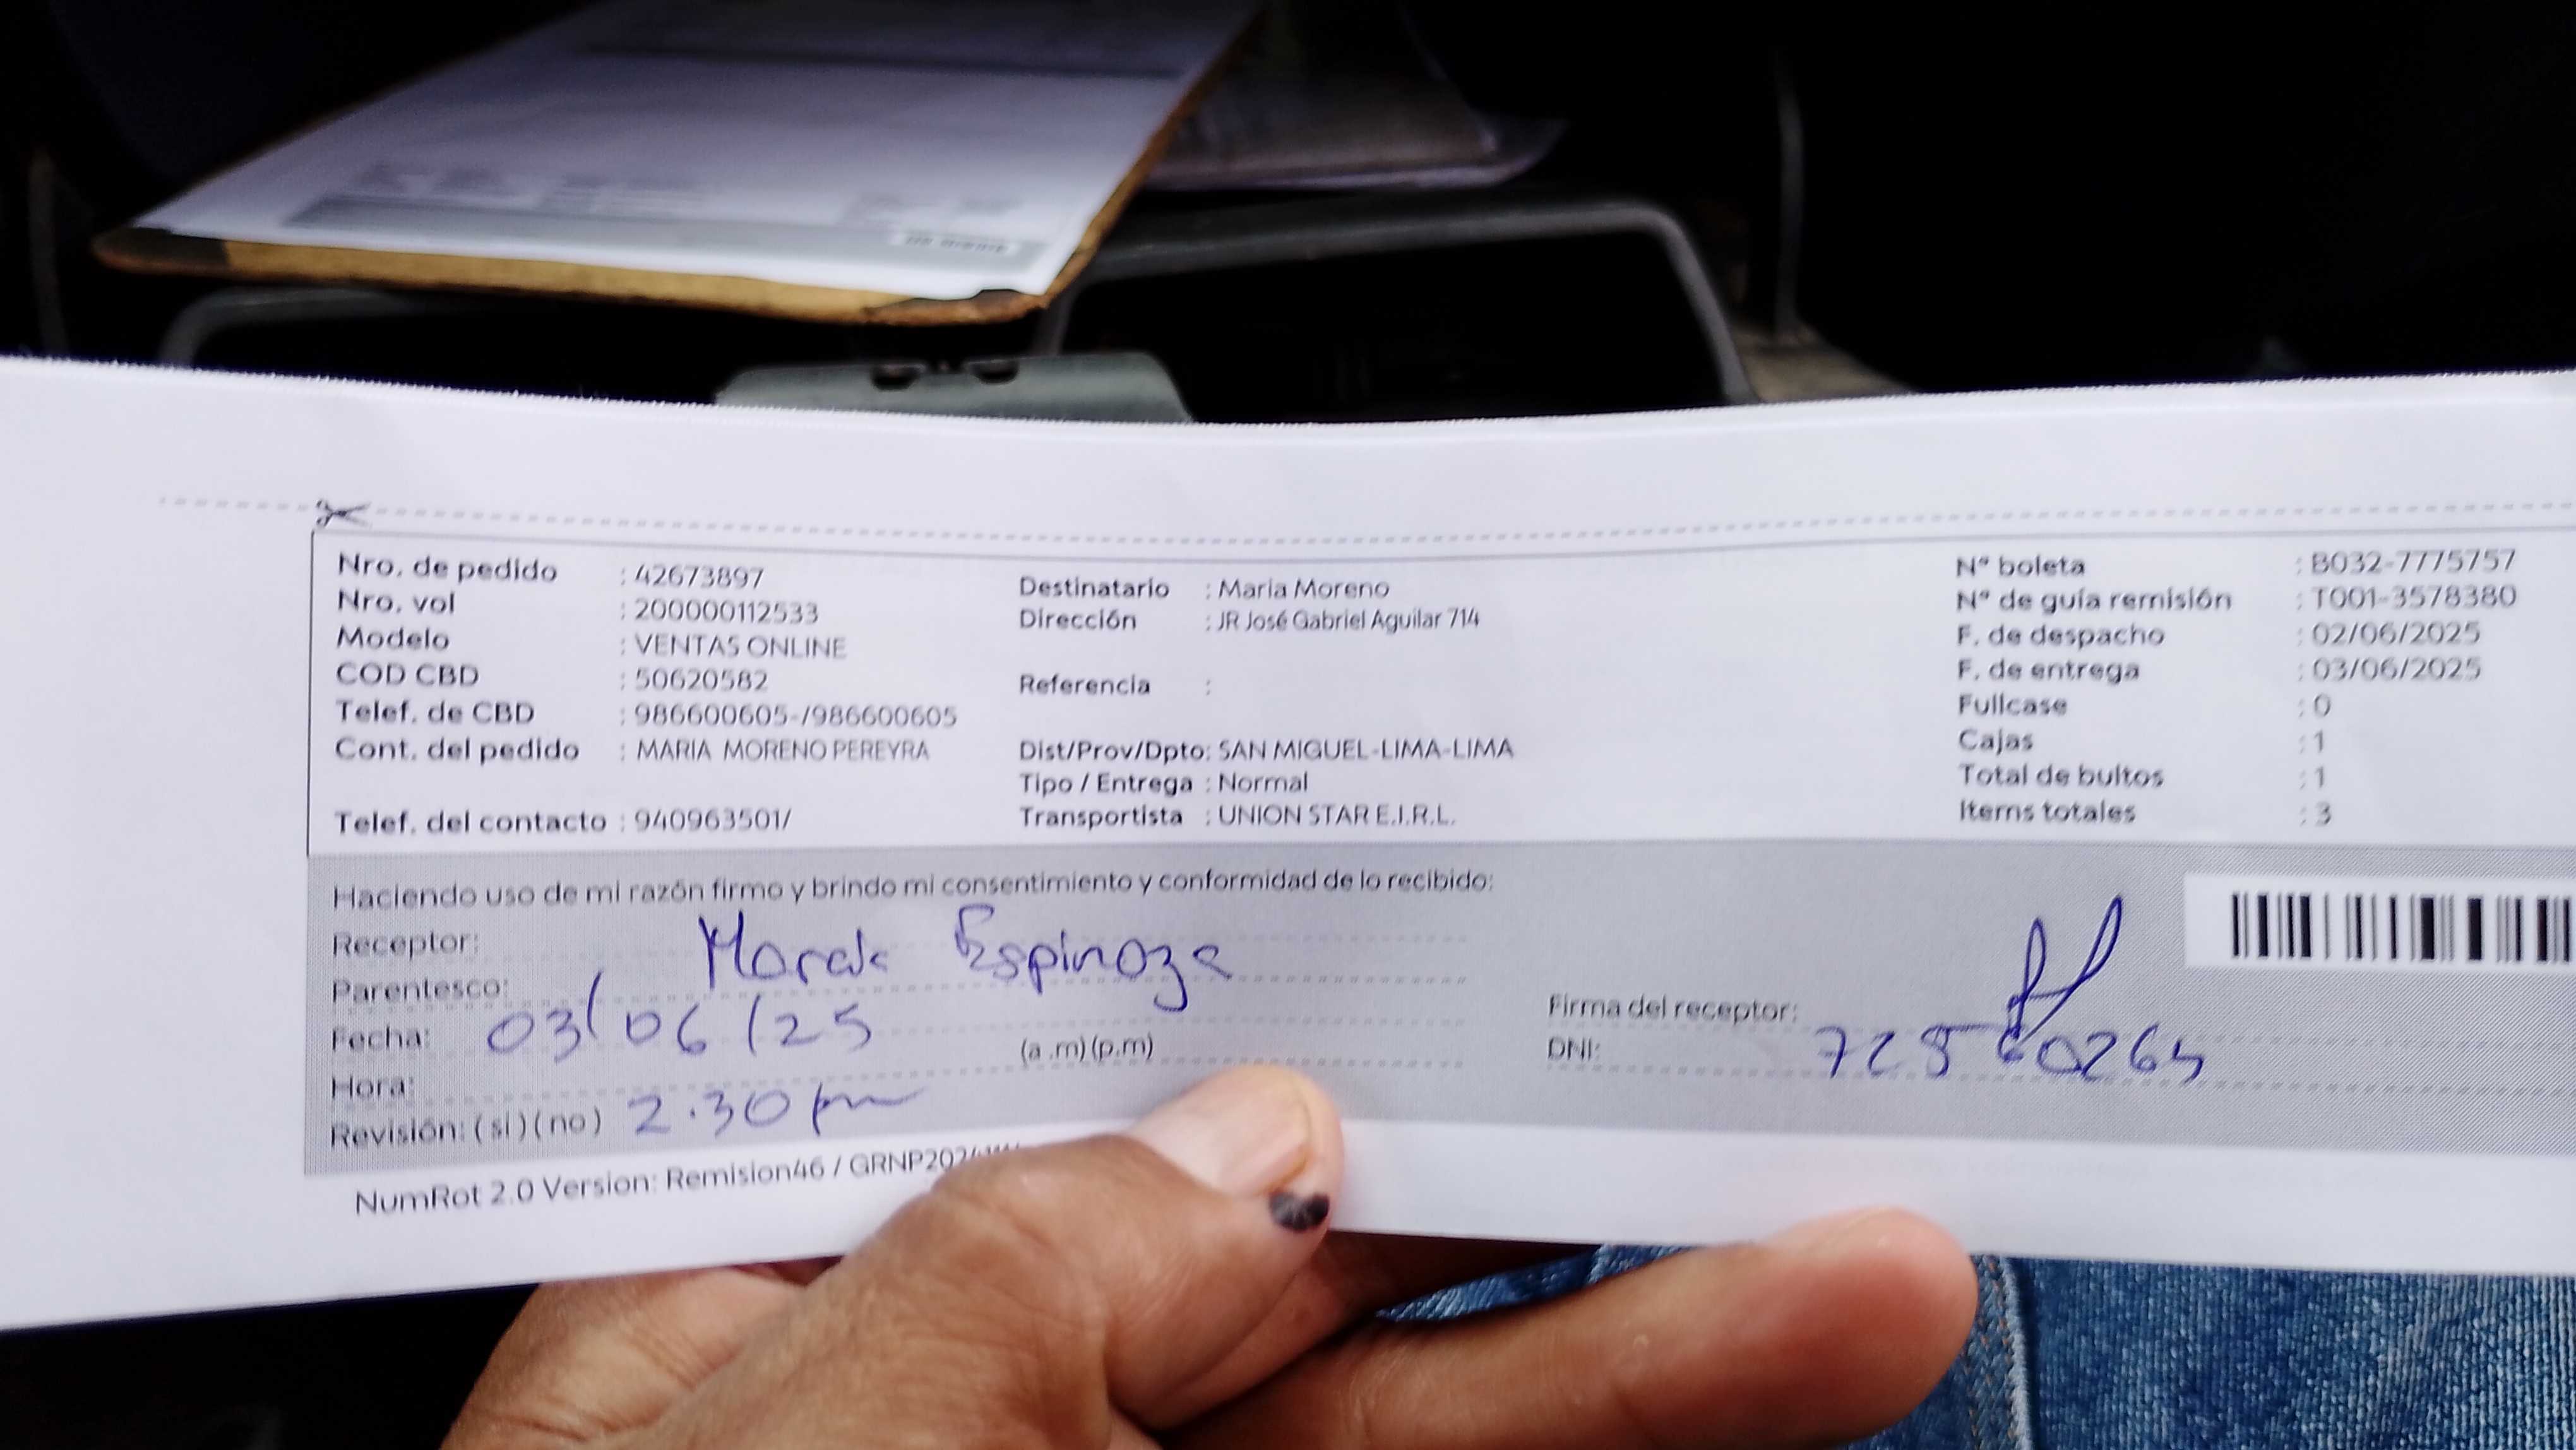 Nro. de pedido : 42673897
Nro. vol : 200000112533
Modelo : VENTAS ONLINE
COD CBD : 50620582
Telef. de CBD : 986600605-/986600605
Cont. del pedido : MARIA MORENO PEREYRA
Telef. del contacto : 940963501/
Destinatario : Maria Moreno
Dirección : JR José Gabriel Aguilar 714
Referencia :
Dist/Prov/Dpto: SAN MIGUEL-LIMA-LIMA
Tipo / Entrega : Normal
Transportista : UNION STAR E.I.R.L.
N° boleta : B032-7775757
N° de guía remisión : T001-3578380
F. de despacho : 02/06/2025
F. de entrega : 03/06/2025
Fullcase : 0
Cajas : 1
Total de bultos : 1
Items totales : 3
Haciendo uso de mi razón firmo y brindo mi consentimiento y conformidad de lo recibido:
Receptor: Espinoza
Parentesco:
Fecha: 03/06/25 (a .m) (p.m)
Hora: 2.30 pm
Revisión: ( si ) ( no )
Firma del receptor:
DNI:
NumRot 2.0 Version: Remision46 /